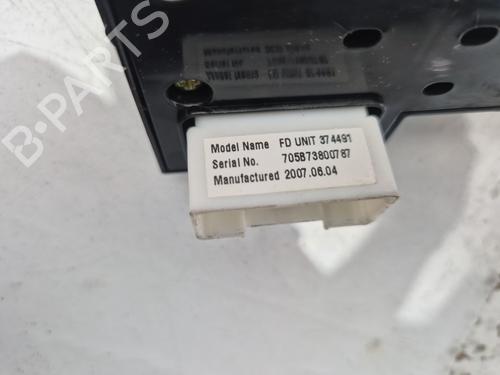 B-PARTS
Model Name FD UNIT 374491
Serial No. 705B73800787
Manufactured 2007.06.04